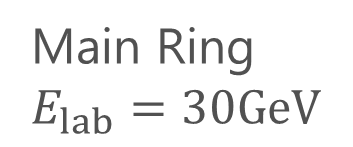 Main Ring
E_lab = 30GeV